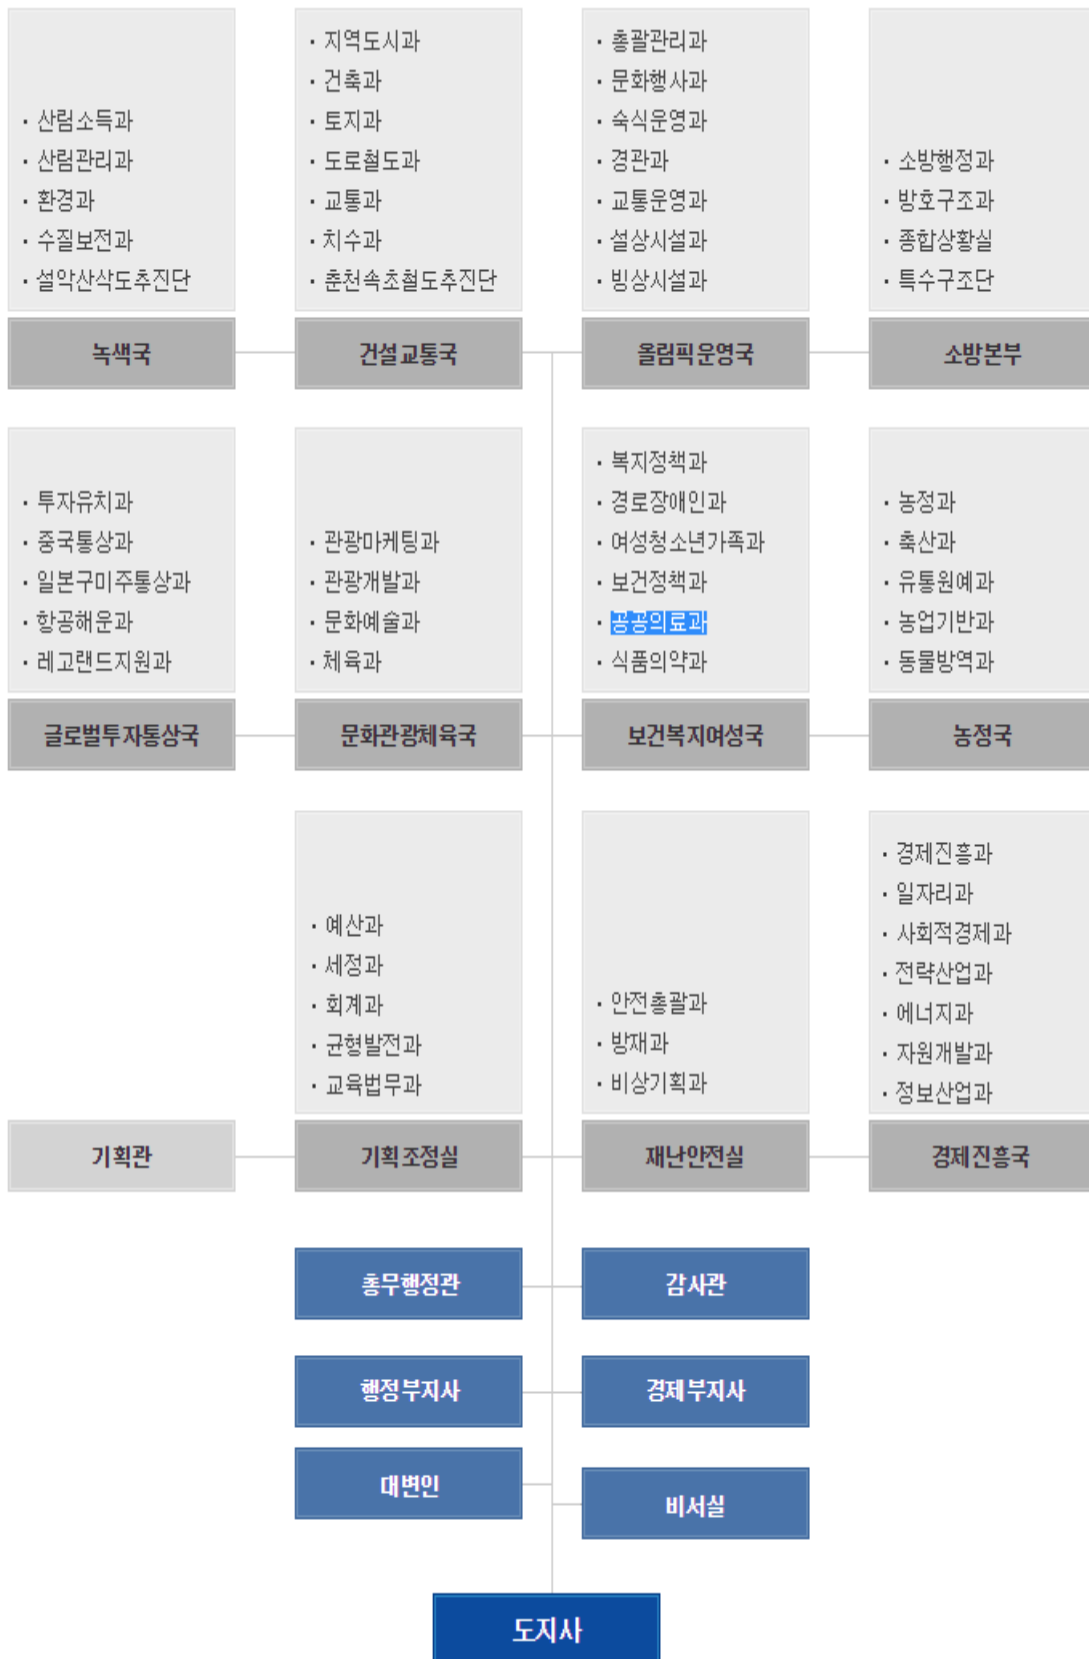 · 산림소득과
· 산림관리과
· 환경과
· 수질보전과
· 설악산삭도추진단
녹색국
· 지역도시과
· 건축과
· 토지과
· 도로철도과
· 교통과
· 치수과
· 춘천속초철도추진단
건설교통국
· 총괄관리과
· 문화행사과
· 숙식운영과
· 경관과
· 교통운영과
· 설상시설과
· 빙상시설과
올림픽운영국
· 소방행정과
· 방호구조과
· 종합상황실
· 특수구조단
소방본부
· 투자유치과
· 중국통상과
· 일본구미주통상과
· 항공해운과
· 레고랜드지원과
글로벌투자통상국
· 관광마케팅과
· 관광개발과
· 문화예술과
· 체육과
문화관광체육국
· 복지정책과
· 경로장애인과
· 여성청소년가족과
· 보건정책과
· 공공의료과
· 식품의약과
보건복지여성국
· 농정과
· 축산과
· 유통원예과
· 농업기반과
· 동물방역과
농정국
기획관
· 예산과
· 세정과
· 회계과
· 균형발전과
· 교육법무과
기획조정실
· 안전총괄과
· 방재과
· 비상기획과
재난안전실
· 경제진흥과
· 일자리과
· 사회적경제과
· 전략산업과
· 에너지과
· 자원개발과
· 정보산업과
경제진흥국
총무행정관
감사관
행정부지사
경제부지사
대변인
비서실
도지사